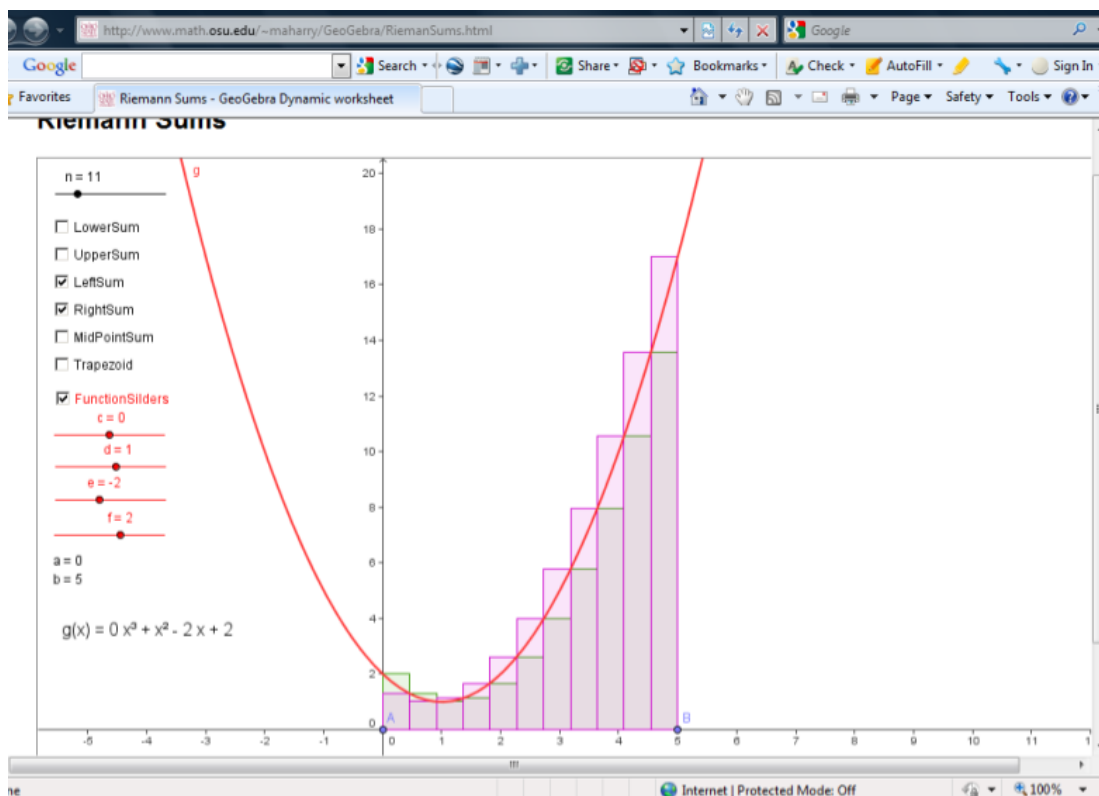 http://www.math.osu.edu/~maharry/GeoGebra/RiemanSums.html
Google
Google
Search
Share
Bookmarks
Check
AutoFill
Sign In
Favorites
Riemann Sums - GeoGebra Dynamic worksheet
Page
Safety
Tools
Riemann Sums
n = 11
LowerSum
UpperSum
LeftSum
RightSum
MidPointSum
Trapezoid
FunctionSilders
c = 0
d = 1
e = -2
f = 2
a = 0
b = 5
g(x) = 0 x³ + x² - 2 x + 2
g
20
18
16
14
12
10
8
6
4
2
0
A
B
-5 -4 -3 -2 -1 0 1 2 3 4 5 6 7 8 9 10 11
Internet | Protected Mode: Off
100%